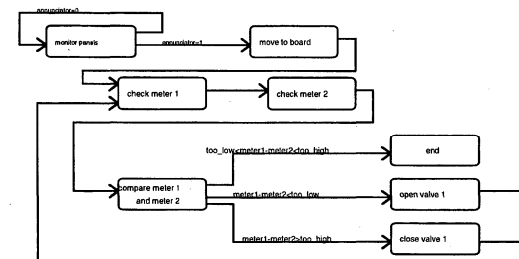 annunciator=0
monitor panels
annunciator=1
move to board
check meter 1
check meter 2
too_low<meter1-meter2<too_high
end
compare meter 1
and meter 2
meter1-meter2<too_low
open valve 1
meter1-meter2>too_high
close valve 1